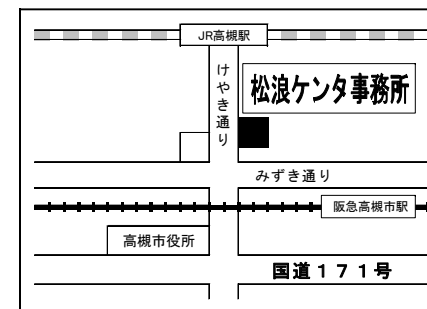 JR高槻駅
けやき通り
松浪ケンタ事務所
みずき通り
阪急高槻市駅
高槻市役所
国道１７１号